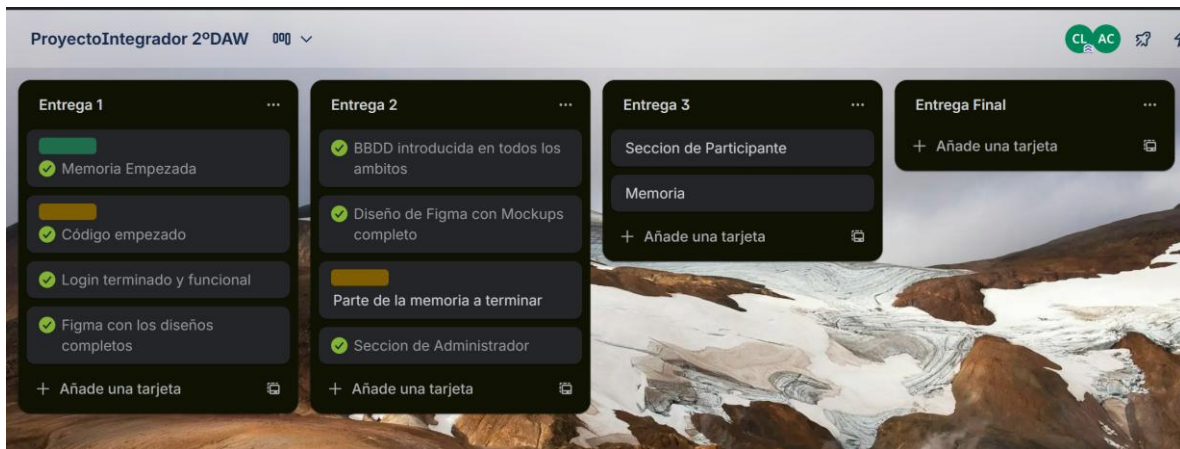 ProyectoIntegrador 2ºDAW
CL AC
Entrega 1
Memoria Empezada
Código empezado
Login terminado y funcional
Figma con los diseños
completos
Añade una tarjeta
Entrega 2
BBDD introducida en todos los
ambitos
Diseño de Figma con Mockups
completo
Parte de la memoria a terminar
Seccion de Administrador
Añade una tarjeta
Entrega 3
Seccion de Participante
Memoria
Añade una tarjeta
Entrega Final
Añade una tarjeta